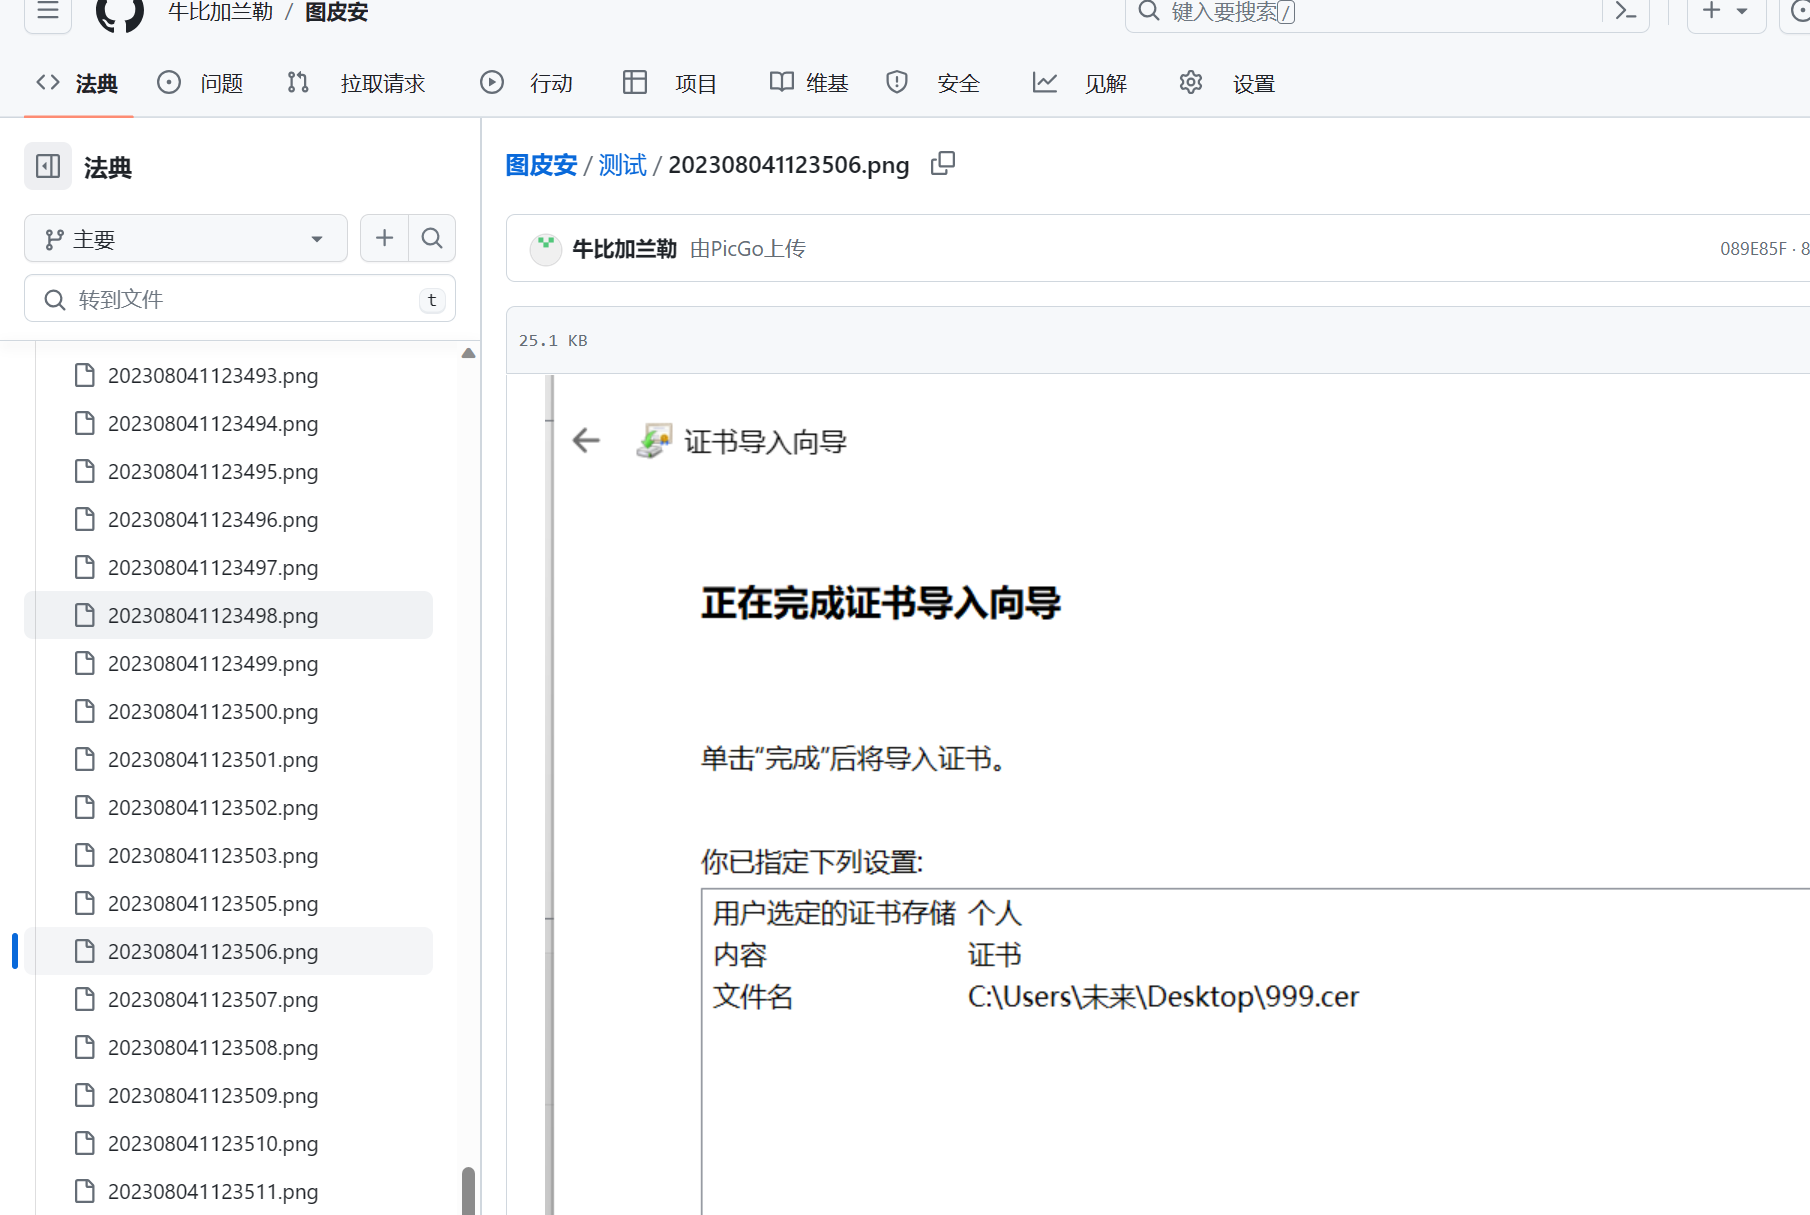 牛比加兰勒 / 图皮安
键入要搜索/
法典 问题 拉取请求 行动 项目 维基 安全 见解 设置
法典
主要
转到文件 t
202308041123493.png
202308041123494.png
202308041123495.png
202308041123496.png
202308041123497.png
202308041123498.png
202308041123499.png
202308041123500.png
202308041123501.png
202308041123502.png
202308041123503.png
202308041123505.png
202308041123506.png
202308041123507.png
202308041123508.png
202308041123509.png
202308041123510.png
202308041123511.png
图皮安 / 测试 / 202308041123506.png
牛比加兰勒 由PicGo上传 089E85F · 8
25.1 KB
证书导入向导
正在完成证书导入向导
单击“完成”后将导入证书。
你已指定下列设置:
用户选定的证书存储 个人
内容 证书
文件名 C:\Users\未来\Desktop\999.cer